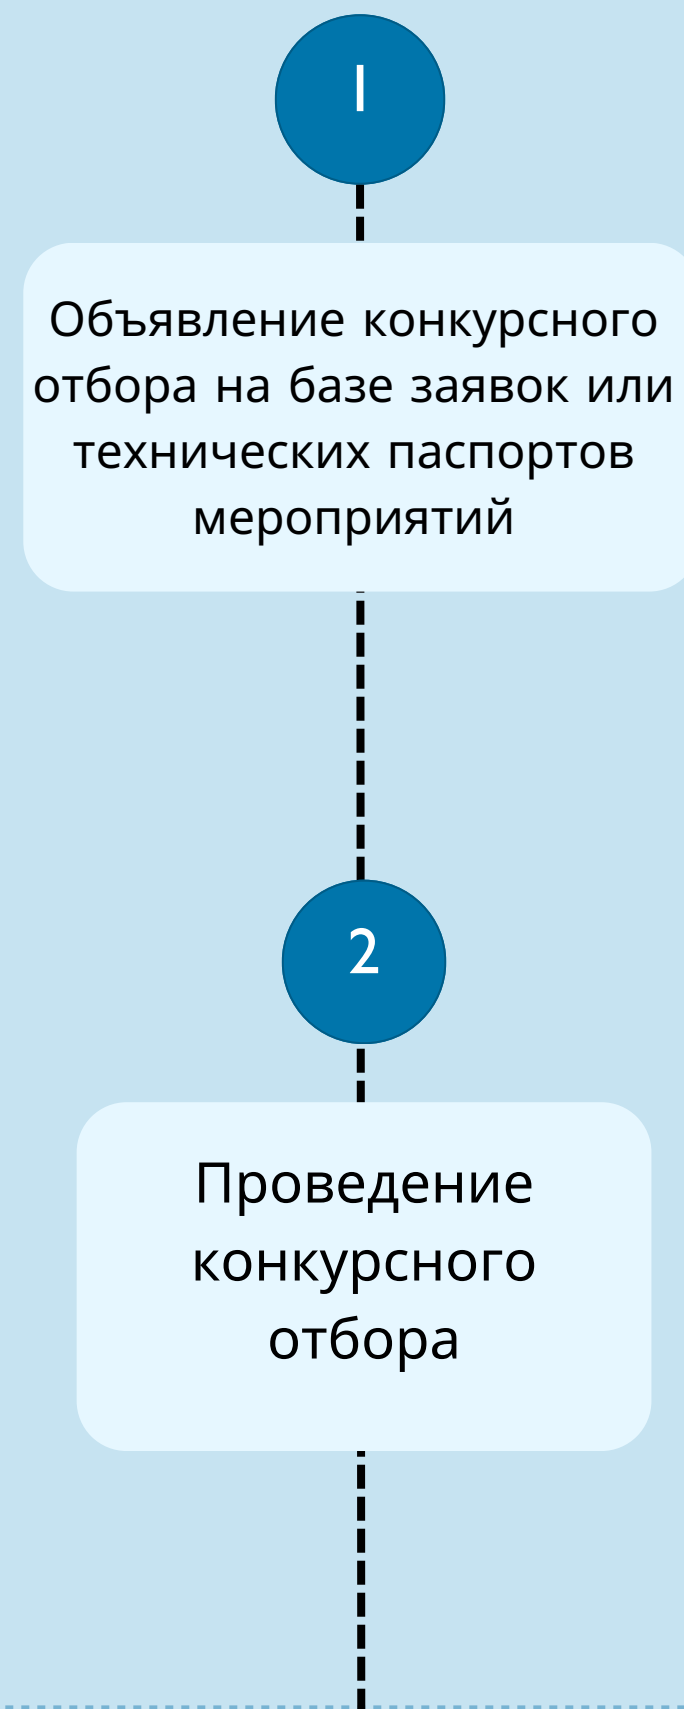 1
Объявление конкурсного
отбора на базе заявок или
технических паспортов
мероприятий
2
Проведение
конкурсного
отбора